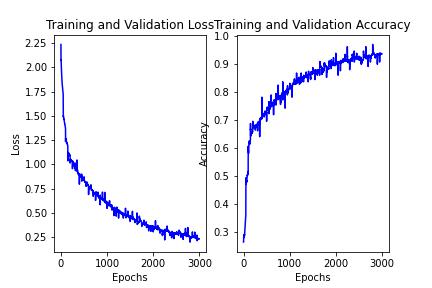 Training and Validation Loss
2.25
2.00
1.75
1.50
1.25
1.00
0.75
0.50
0.25
Loss
0 1000 2000 3000
Epochs
Training and Validation Accuracy
1.0
0.9
0.8
0.7
0.6
0.5
0.4
0.3
Accuracy
0 1000 2000 3000
Epochs